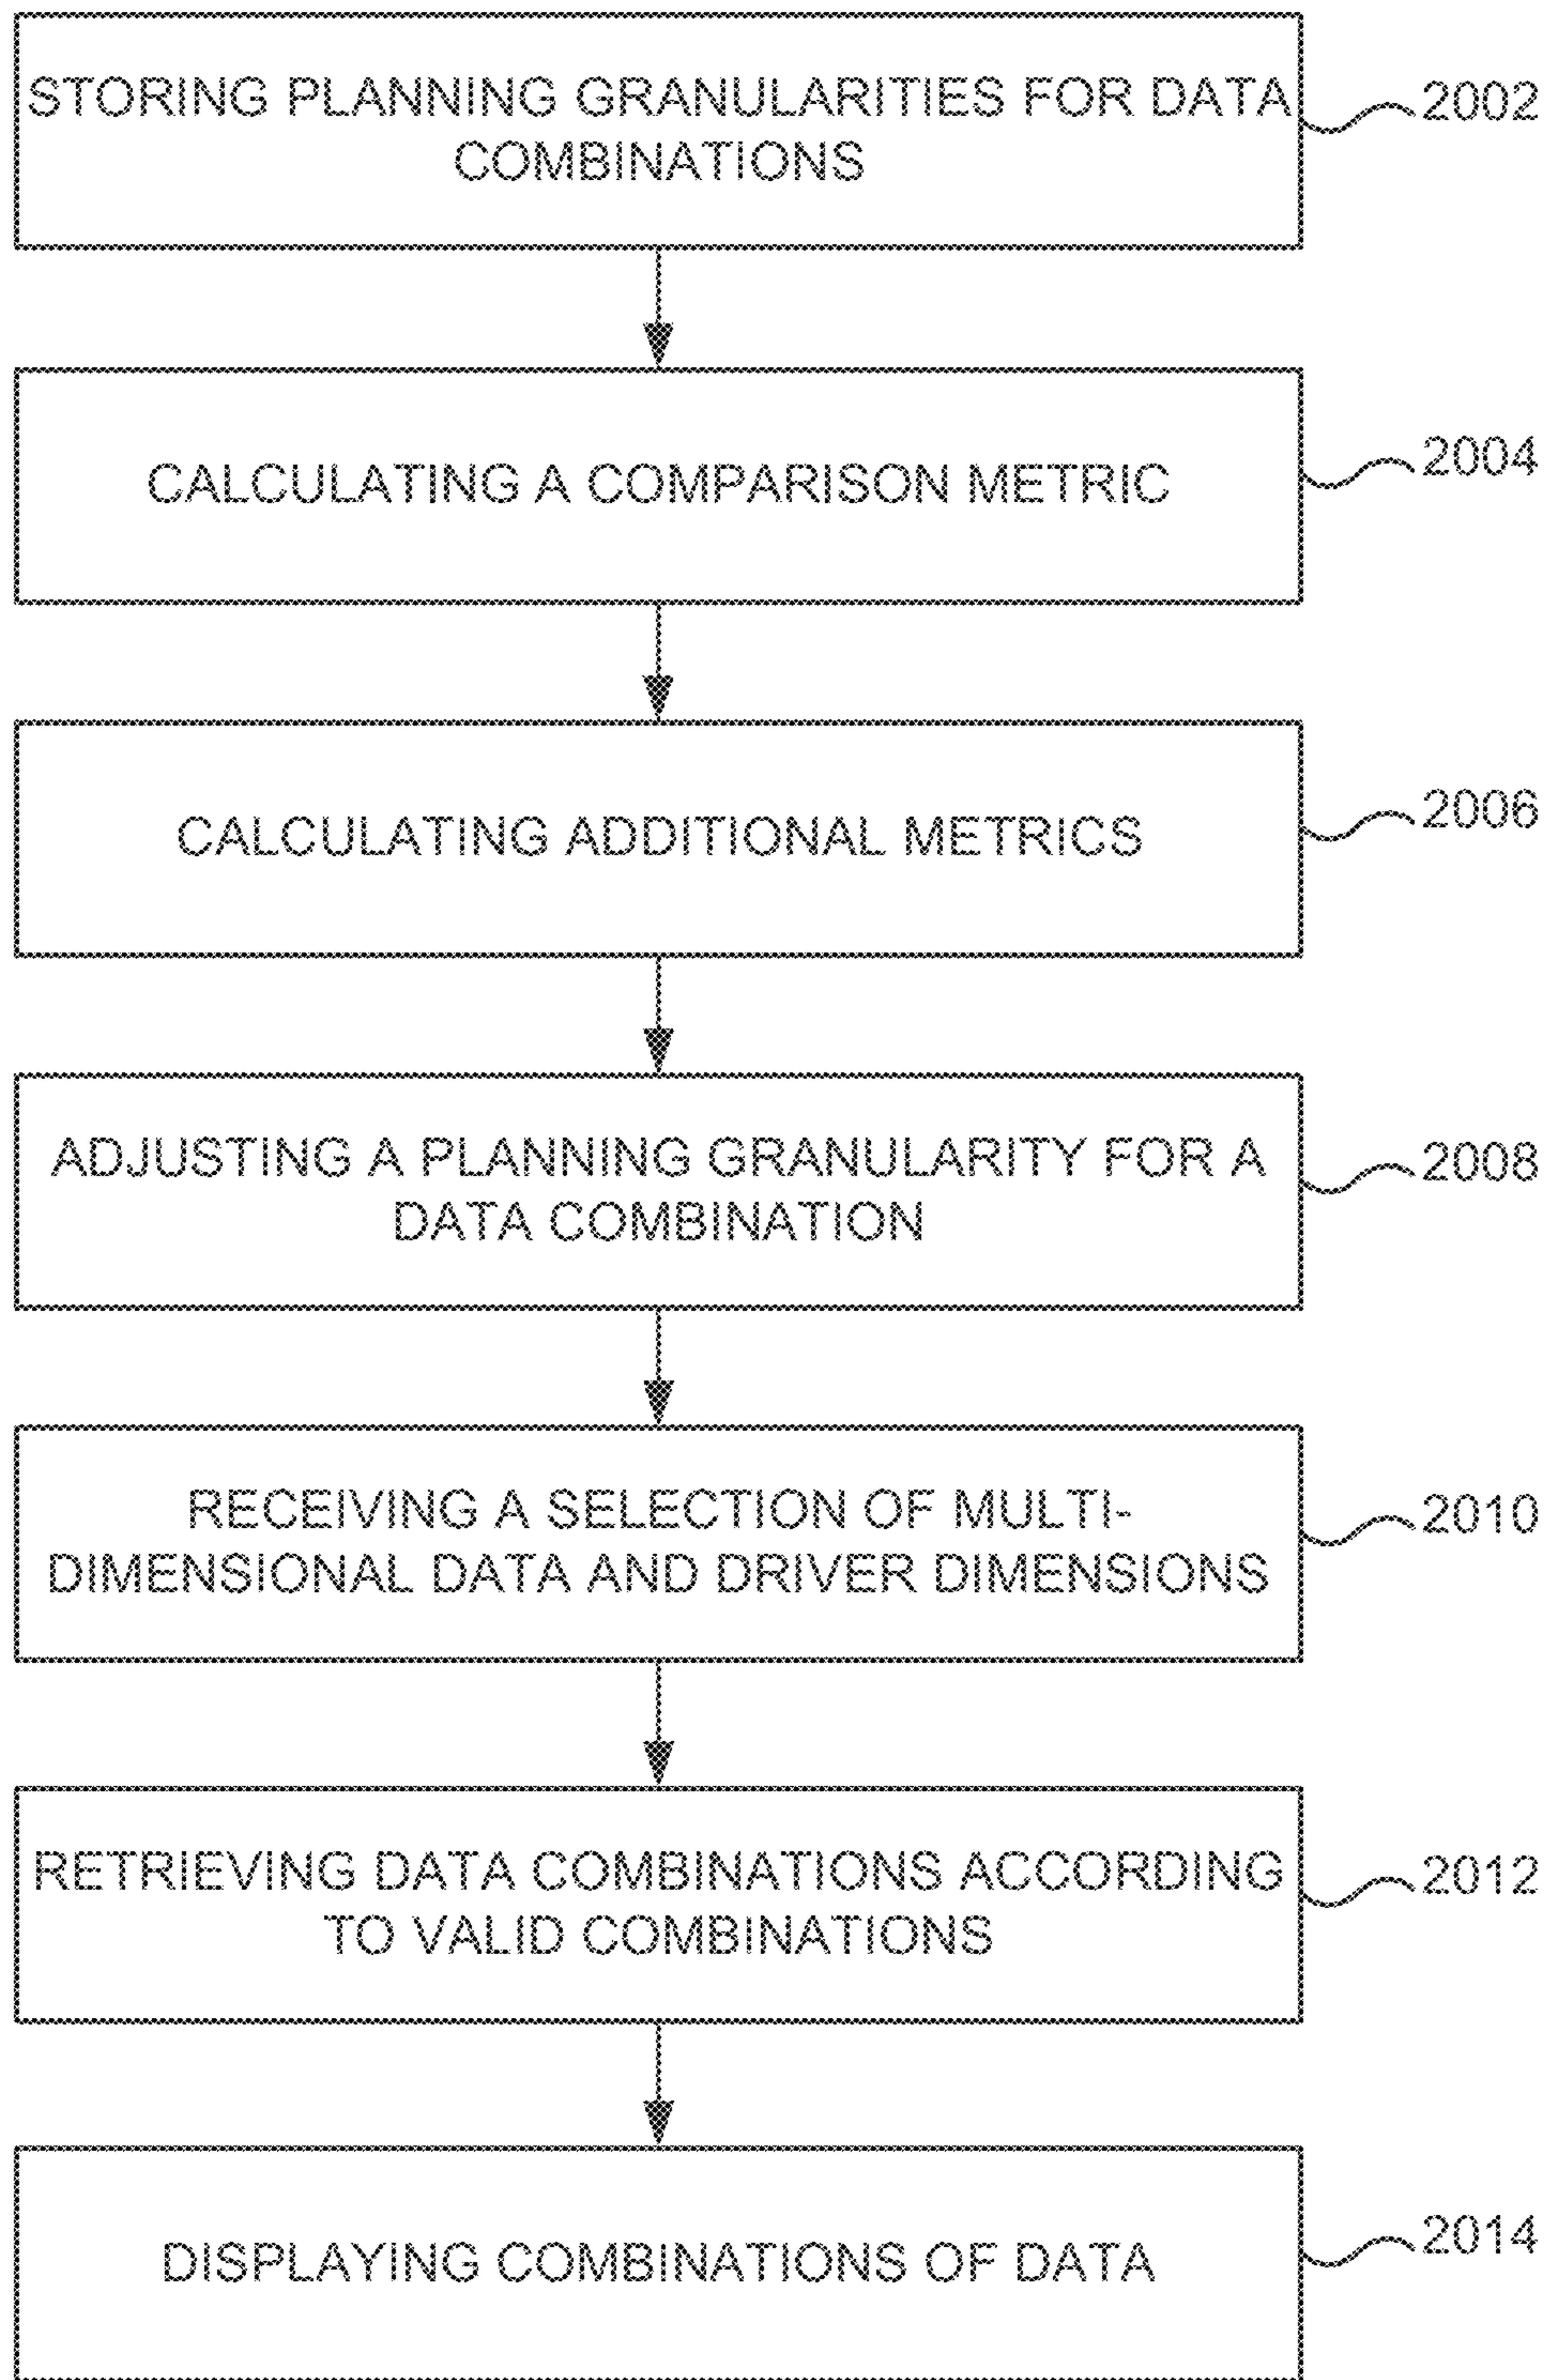 STORING PLANNING GRANULARITIES FOR DATA
COMBINATIONS
2002
CALCULATING A COMPARISON METRIC
2004
CALCULATING ADDITIONAL METRICS
2006
ADJUSTING A PLANNING GRANULARITY FOR A
DATA COMBINATION
2008
RECEIVING A SELECTION OF MULTI-
DIMENSIONAL DATA AND DRIVER DIMENSIONS
2010
RETRIEVING DATA COMBINATIONS ACCORDING
TO VALID COMBINATIONS
2012
DISPLAYING COMBINATIONS OF DATA
2014